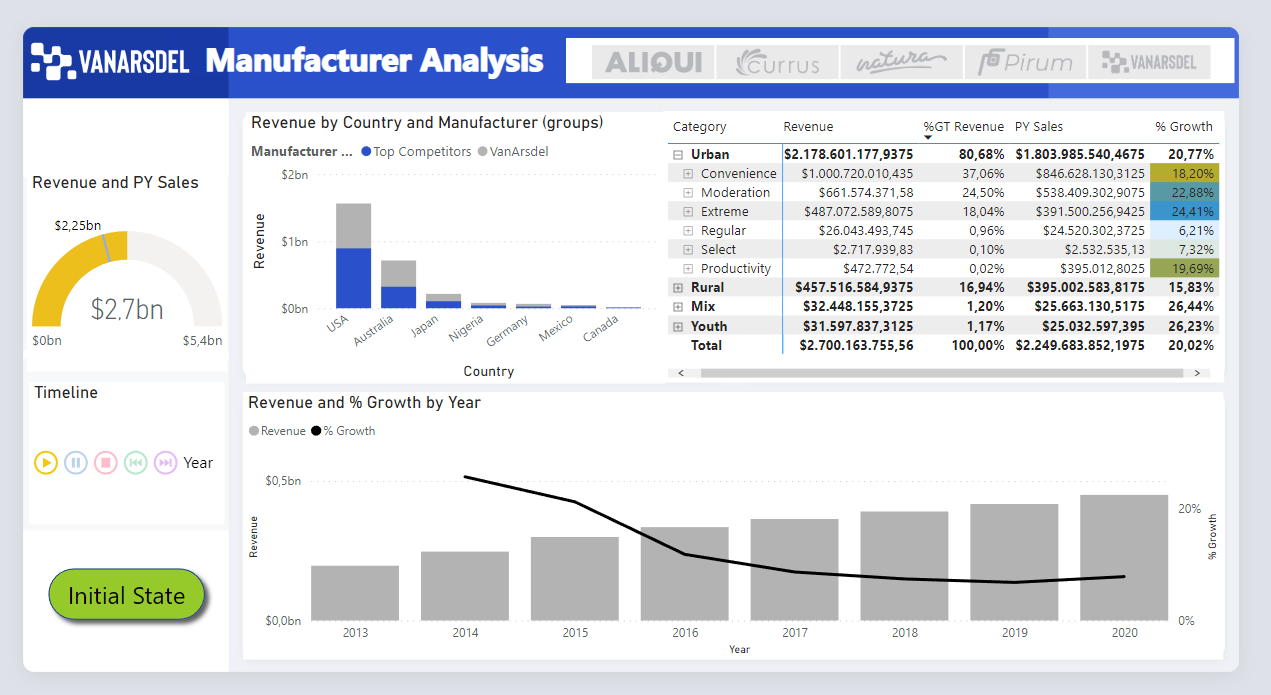 VANARSDEL Manufacturer Analysis
ALIQUI Currus natura Pirum VANARSDEL
Revenue and PY Sales
$2,25bn
$2.7bn
$0bn $5,4bn
Timeline
Year
Initial State
Revenue by Country and Manufacturer (groups)
Manufacturer ... Top Competitors VanArsdel
$2bn
$1bn
$0bn
Revenue
USA Australia Japan Nigeria Germany Mexico Canada
Country
Category Revenue %GT Revenue PY Sales % Growth
Urban $2.178.601.177,9375 80,68% $1.803.985.540,4675 20,77%
Convenience $1.000.720.010,435 37,06% $846.628.130,3125 18,20%
Moderation $661.574.371,58 24,50% $538.409.302,9075 22,88%
Extreme $487.072.589,8075 18,04% $391.500.256,9425 24,41%
Regular $26.043.493,745 0,96% $24.520.302,3725 6,21%
Select $2.717.939,83 0,10% $2.532.535,13 7,32%
Productivity $472.772,54 0,02% $395.012,8025 19,69%
Rural $457.516.584,9375 16,94% $395.002.583,8175 15,83%
Mix $32.448.155,3725 1,20% $25.663.130,5175 26,44%
Youth $31.597.837,3125 1,17% $25.032.597,395 26,23%
Total $2.700.163.755,56 100,00% $2.249.683.852,1975 20,02%
Revenue and % Growth by Year
Revenue % Growth
$0,5bn
$0,0bn
Revenue
20%
0%
% Growth
2013 2014 2015 2016 2017 2018 2019 2020
Year